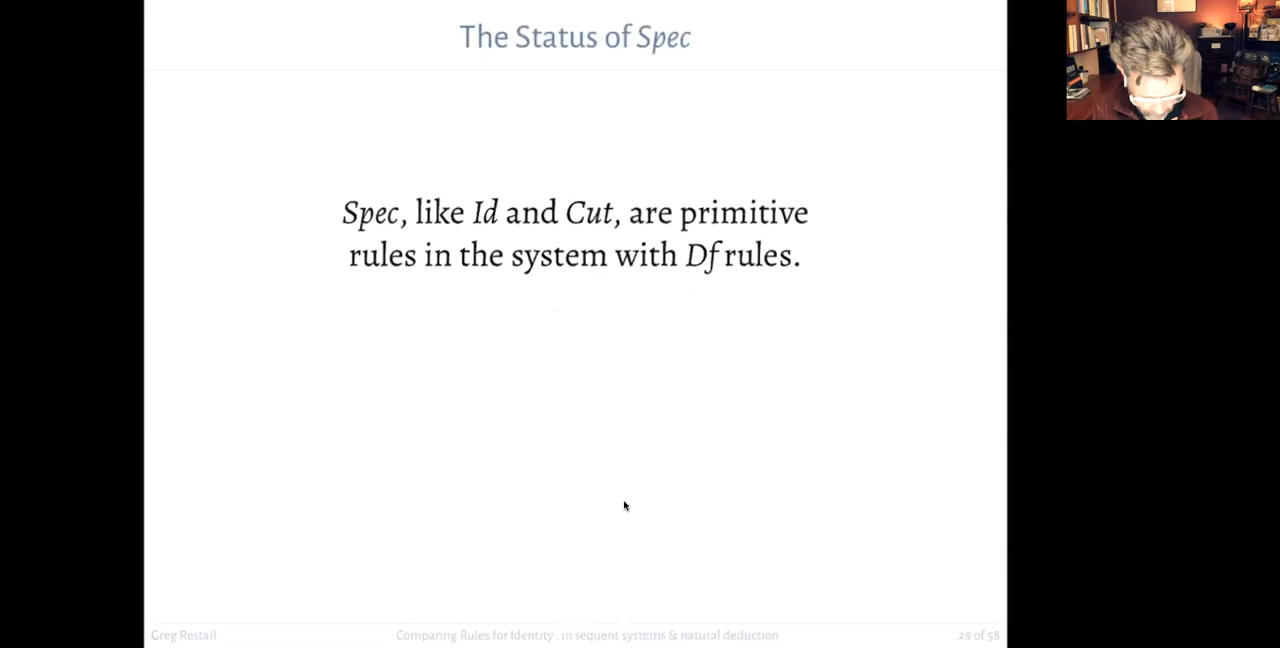 The Status of Spec
Spec, like Id and Cut, are primitive
rules in the system with Df rules.
Greg Restall
Comparing Rules for Identity . in sequent systems & natural deduction
29 of 58